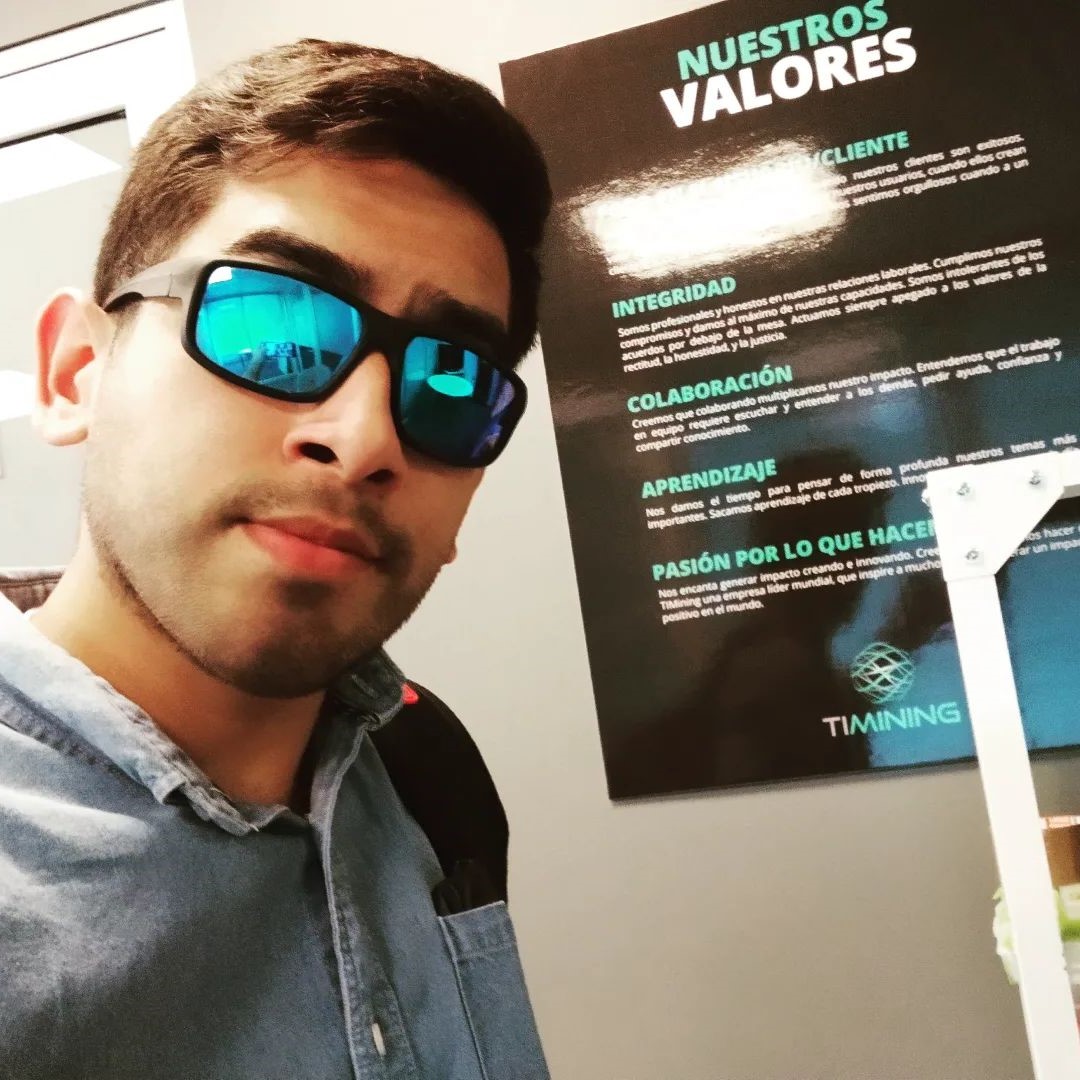 NUESTROS
VALORES
/CLIENTE
nuestros clientes son exitosos.
nuestros usuarios, cuando ellos crean
sentimos orgullosos cuando a un
INTEGRIDAD
Somos profesionales y honestos en nuestras relaciones laborales. Cumplimos nuestros
compromisos y damos al máximo de nuestras capacidades. Somos intolerantes de los
acuerdos por debajo de la mesa. Actuamos siempre apegado a los valores de la
rectitud, la honestidad, y la justicia.
COLABORACIÓN
Creemos que colaborando multiplicamos nuestro impacto. Entendemos que el trabajo
en equipo requiere escuchar y entender a los demás, pedir ayuda, confianza y
compartir conocimiento.
APRENDIZAJE
Nos damos el tiempo para pensar de forma profunda nuestros temas más
importantes. Sacamos aprendizaje de cada tropiezo.
PASIÓN POR LO QUE HACEM
Nos encanta generar impacto creando e innovando. hacer
TIMining una empresa líder mundial, que inspire a un
positivo en el mundo.
TIMINING